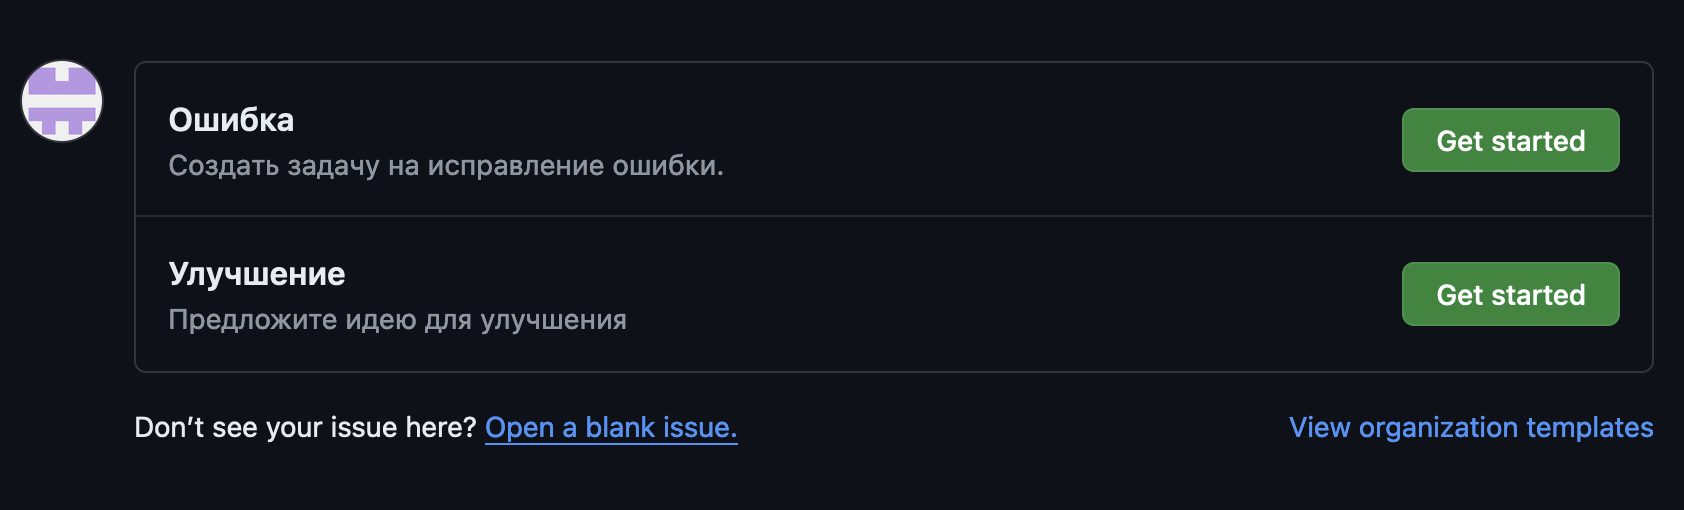 Ошибка
Создать задачу на исправление ошибки.
Get started
Улучшение
Предложите идею для улучшения
Get started
Don’t see your issue here? Open a blank issue.
View organization templates